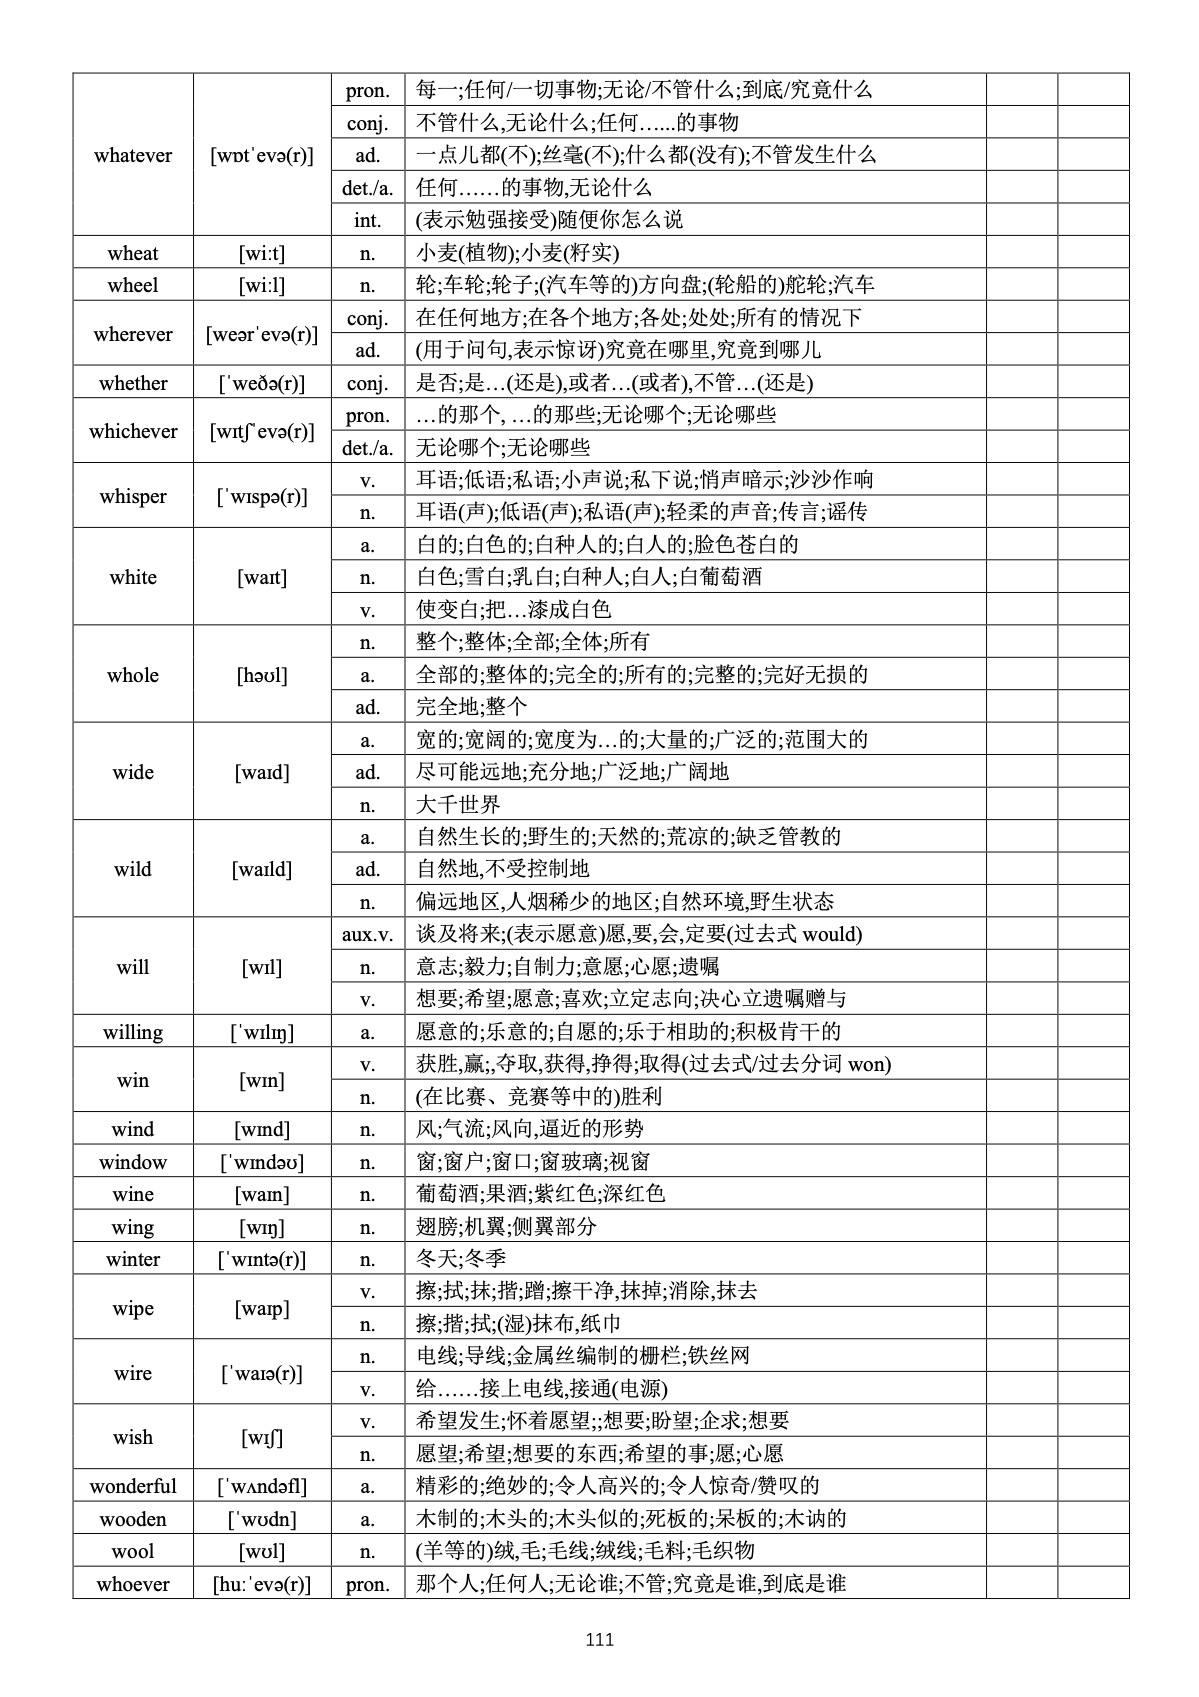 whatever [wɒtˈevə(r)] pron. 每一;任何/一切事物;无论/不管什么;到底/究竟什么
conj. 不管什么,无论什么;任何…...的事物
ad. 一点儿都(不);丝毫(不);什么都(没有);不管发生什么
det./a. 任何……的事物,无论什么
int. (表示勉强接受)随便你怎么说
wheat [wiːt] n. 小麦(植物);小麦(籽实)
wheel [wiːl] n. 轮;车轮;轮子;(汽车等的)方向盘;(轮船的)舵轮;汽车
wherever [weərˈevə(r)] conj. 在任何地方;在各个地方;各处;处处;所有的情况下
ad. (用于问句,表示惊讶)究竟在哪里,究竟到哪儿
whether [ˈweðə(r)] conj. 是否;是…(还是),或者…(或者),不管…(还是)
whichever [wɪtʃˈevə(r)] pron. …的那个, …的那些;无论哪个;无论哪些
det./a. 无论哪个;无论哪些
whisper [ˈwɪspə(r)] v. 耳语;低语;私语;小声说;私下说;悄声暗示;沙沙作响
n. 耳语(声);低语(声);私语(声);轻柔的声音;传言;谣传
white [waɪt] a. 白的;白色的;白种人的;白人的;脸色苍白的
n. 白色;雪白;乳白;白种人;白人;白葡萄酒
v. 使变白;把…漆成白色
whole [həʊl] n. 整个;整体;全部;全体;所有
a. 全部的;整体的;完全的;所有的;完整的;完好无损的
ad. 完全地;整个
wide [waɪd] a. 宽的;宽阔的;宽度为…的;大量的;广泛的;范围大的
ad. 尽可能远地;充分地;广泛地;广阔地
n. 大千世界
wild [waɪld] a. 自然生长的;野生的;天然的;荒凉的;缺乏管教的
ad. 自然地,不受控制地
n. 偏远地区,人烟稀少的地区;自然环境,野生状态
will [wɪl] aux.v. 谈及将来;(表示愿意)愿,要,会,定要(过去式 would)
n. 意志;毅力;自制力;意愿;心愿;遗嘱
v. 想要;希望;愿意;喜欢;立定志向;决心立遗嘱赠与
willing [ˈwɪlɪŋ] a. 愿意的;乐意的;自愿的;乐于相助的;积极肯干的
win [wɪn] v. 获胜,赢;,夺取,获得,挣得;取得(过去式/过去分词 won)
n. (在比赛、竞赛等中的)胜利
wind [wɪnd] n. 风;气流;风向,逼近的形势
window [ˈwɪndəʊ] n. 窗;窗户;窗口;窗玻璃;视窗
wine [waɪn] n. 葡萄酒;果酒;紫红色;深红色
wing [wɪŋ] n. 翅膀;机翼;侧翼部分
winter [ˈwɪntə(r)] n. 冬天;冬季
wipe [waɪp] v. 擦;拭;抹;揩;蹭;擦干净,抹掉;消除,抹去
n. 擦;揩;拭;(湿)抹布,纸巾
wire [ˈwaɪə(r)] n. 电线;导线;金属丝编制的栅栏;铁丝网
v. 给……接上电线,接通(电源)
wish [wɪʃ] v. 希望发生;怀着愿望;;想要;盼望;企求;想要
n. 愿望;希望;想要的东西;希望的事;愿;心愿
wonderful [ˈwʌndəfl] a. 精彩的;绝妙的;令人高兴的;令人惊奇/赞叹的
wooden [ˈwʊdn] a. 木制的;木头的;木头似的;死板的;呆板的;木讷的
wool [wʊl] n. (羊等的)绒,毛;毛线;绒线;毛料;毛织物
whoever [huːˈevə(r)] pron. 那个人;任何人;无论谁;不管;究竟是谁,到底是谁
111